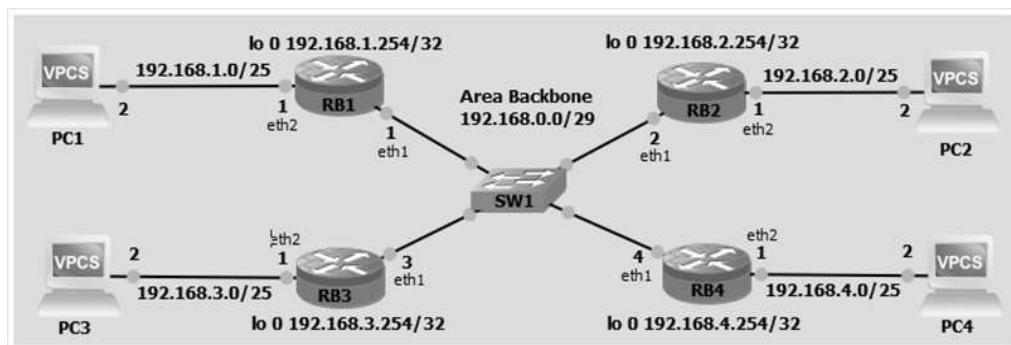 lo 0 192.168.1.254/32
lo 0 192.168.2.254/32
VPCS
192.168.1.0/25
192.168.2.0/25
VPCS
2
1
RB1
Area Backbone
192.168.0.0/29
RB2
1
2
PC1
eth2
1
eth1
2
eth1
eth2
PC2
SW1
VPCS
2
eth2
1
3
eth1
4
eth1
eth2
1
2
VPCS
192.168.3.0/25
RB3
RB4
192.168.4.0/25
PC3
lo 0 192.168.3.254/32
lo 0 192.168.4.254/32
PC4